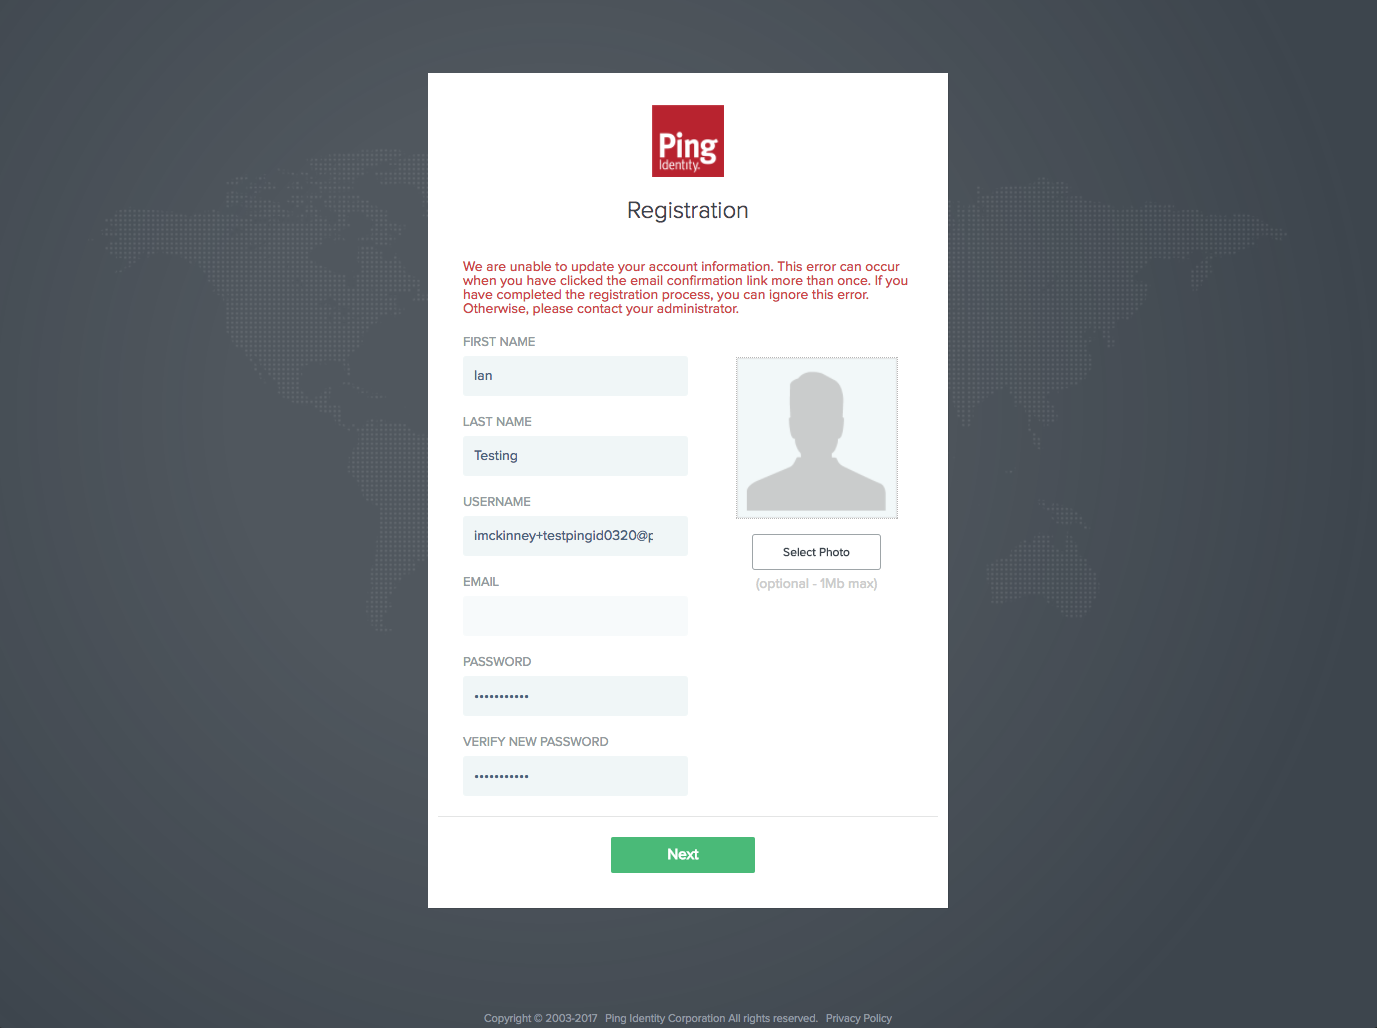 Ping
Identity.
Registration
We are unable to update your account information. This error can occur
when you have clicked the email confirmation link more than once. If you
have completed the registration process, you can ignore this error.
Otherwise, please contact your administrator.
FIRST NAME
Ian
LAST NAME
Testing
USERNAME
imckinney+testpingid0320@p
Select Photo
(optional - 1Mb max)
EMAIL
PASSWORD
•••••••••••
VERIFY NEW PASSWORD
•••••••••••
Next
Copyright © 2003-2017 Ping Identity Corporation All rights reserved. Privacy Policy